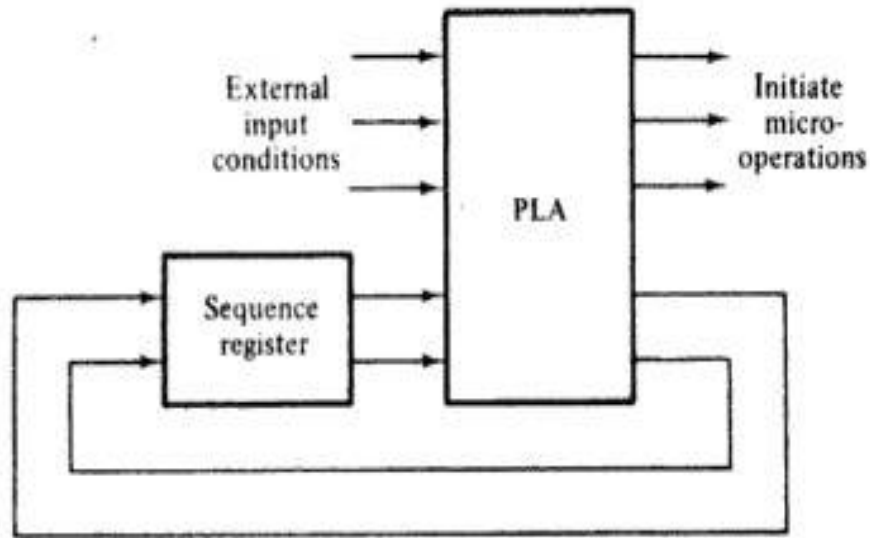 External
input
conditions
Initiate
micro-
operations
PLA
Sequence
register